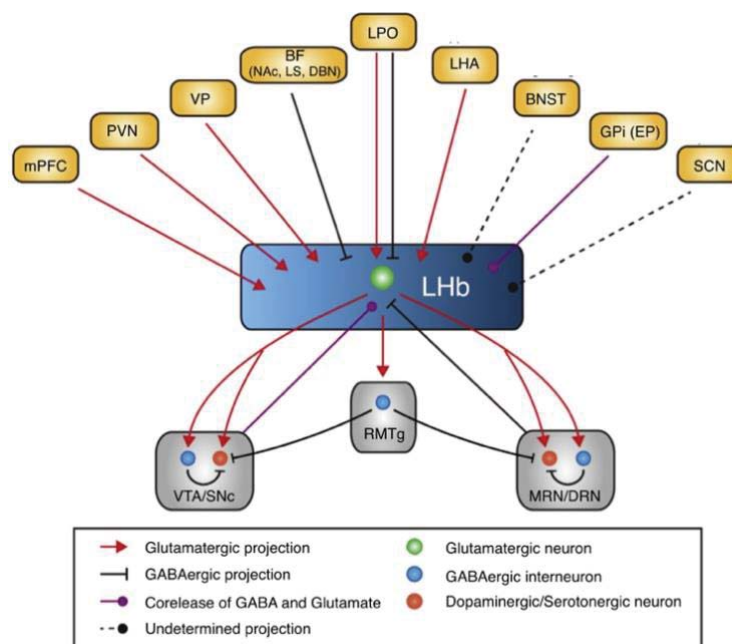 LPO
BF
(NAc, LS, DBN)
LHA
VP
BNST
PVN
GPi (EP)
mPFC
SCN
LHb
RMTg
VTA/SNc
MRN/DRN
Glutamatergic projection
Glutamatergic neuron
GABAergic projection
GABAergic interneuron
Corelease of GABA and Glutamate
Dopaminergic/Serotonergic neuron
Undetermined projection